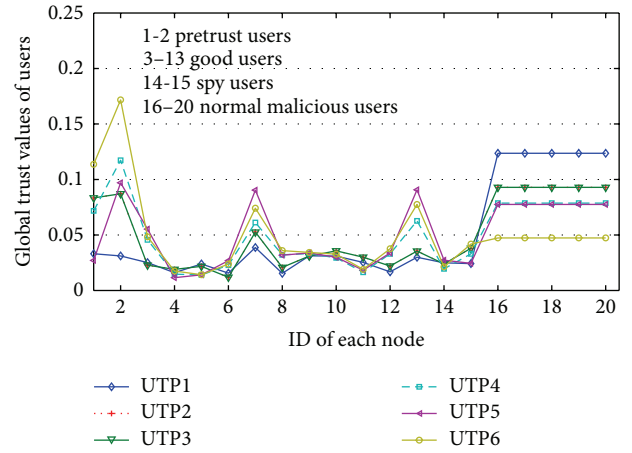 0.25
0.2
0.15
0.1
0.05
0
Global trust values of users
1-2 pretrust users
3–13 good users
14-15 spy users
16–20 normal malicious users
2 4 6 8 10 12 14 16 18 20
ID of each node
UTP1 UTP4
UTP2 UTP5
UTP3 UTP6